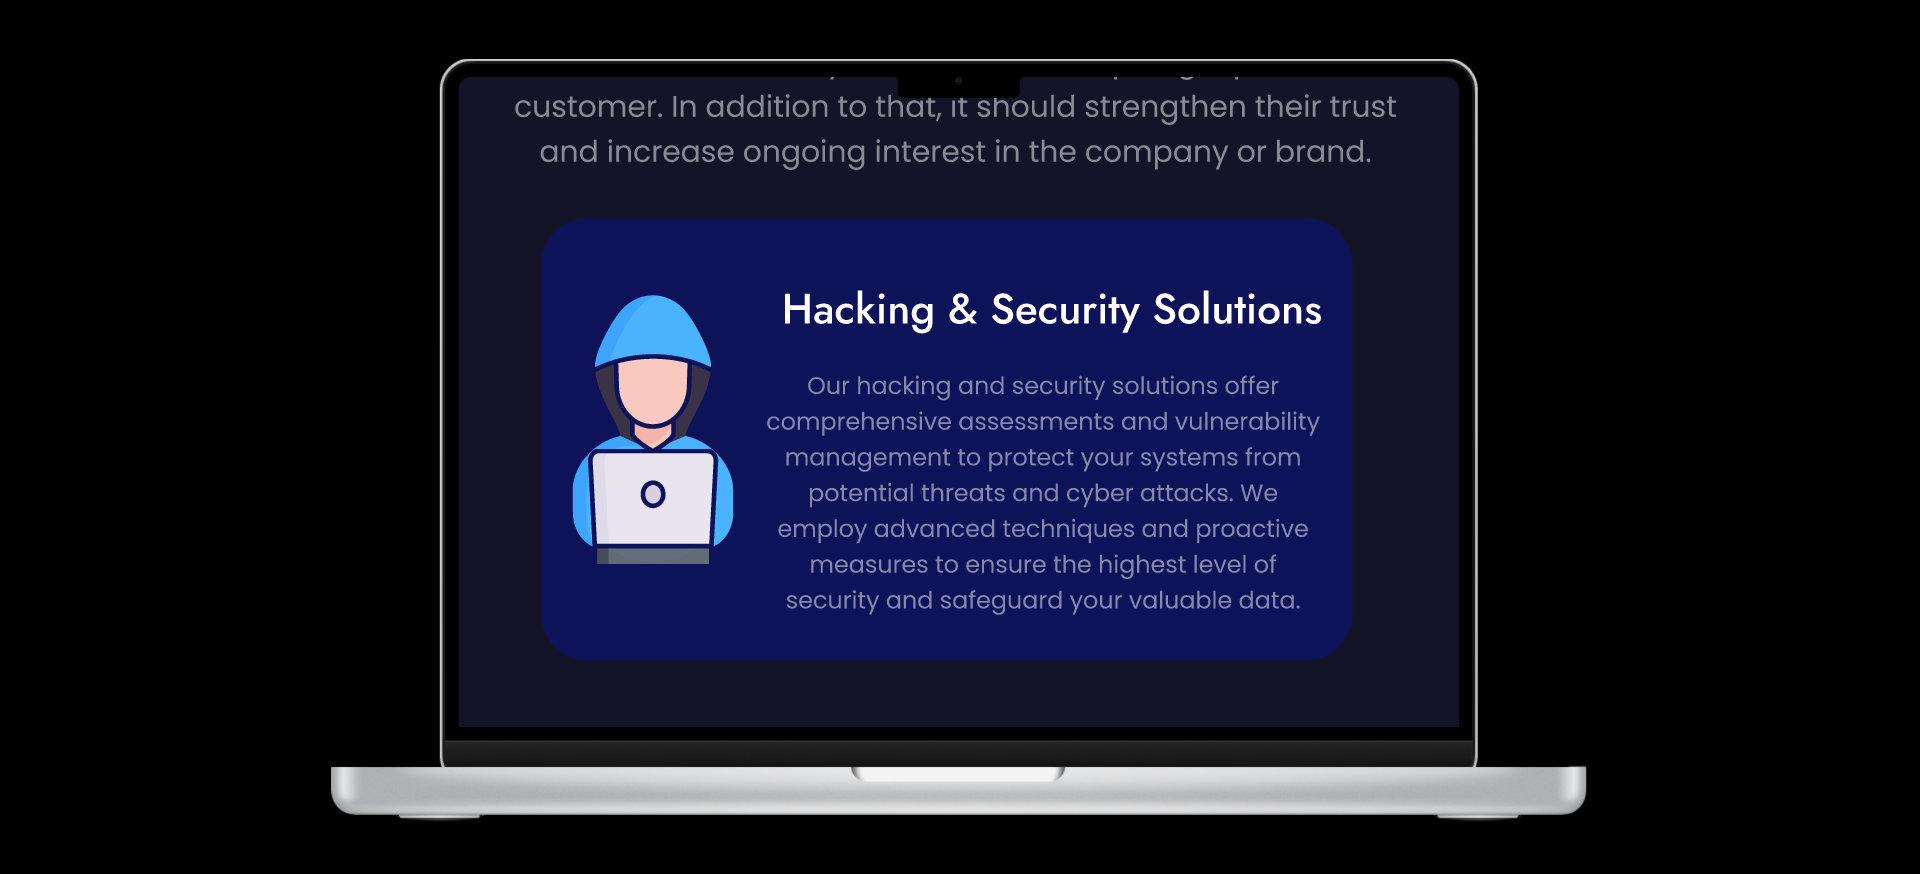 customer. In addition to that, it should strengthen their trust
and increase ongoing interest in the company or brand.
Hacking & Security Solutions
Our hacking and security solutions offer
comprehensive assessments and vulnerability
management to protect your systems from
potential threats and cyber attacks. We
employ advanced techniques and proactive
measures to ensure the highest level of
security and safeguard your valuable data.